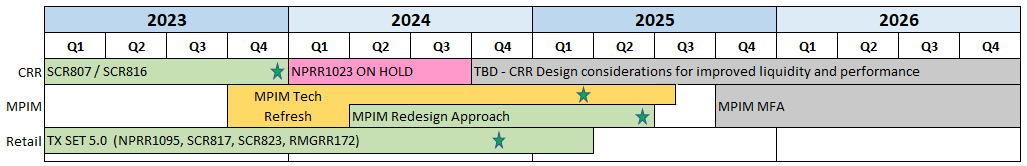 2023 2024 2025 2026
Q1 Q2 Q3 Q4 Q1 Q2 Q3 Q4 Q1 Q2 Q3 Q4 Q1 Q2 Q3 Q4
CRR SCR807 / SCR816 NPRR1023 ON HOLD TBD - CRR Design considerations for improved liquidity and performance
MPIM MPIM Tech Refresh MPIM MFA
MPIM Redesign Approach
Retail TX SET 5.0 (NPRR1095, SCR817, SCR823, RMGRR172)